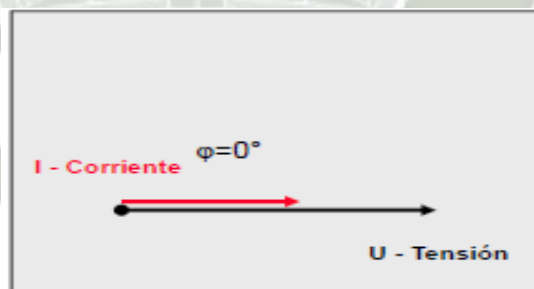 φ=0°
I - Corriente
U - Tensión